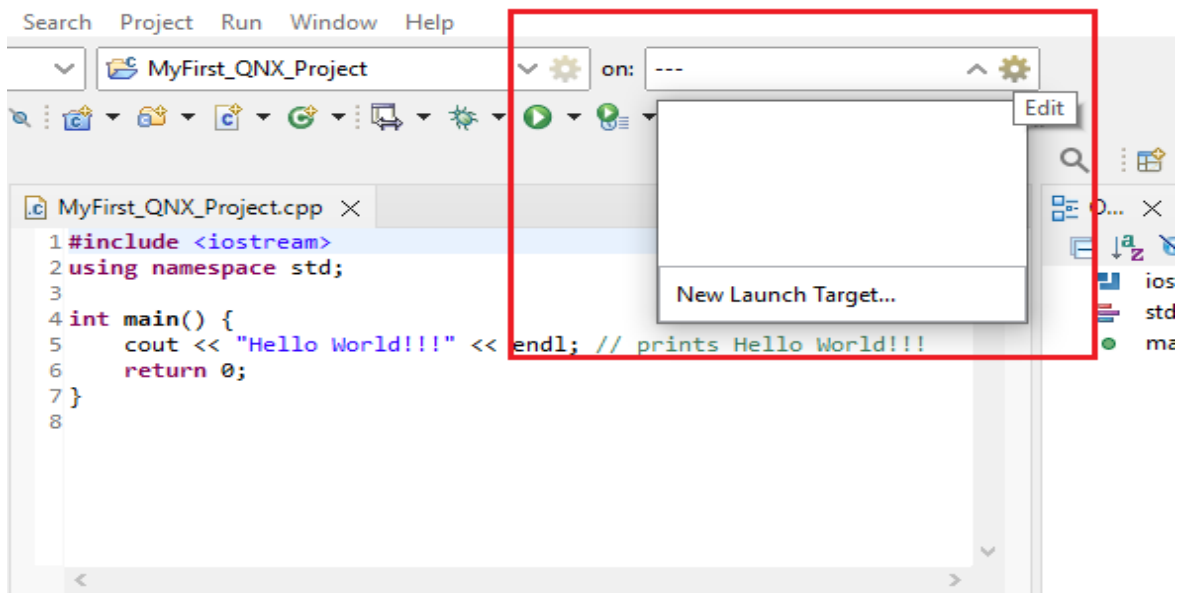 Search Project Run Window Help
MyFirst_QNX_Project on: ---
Edit
MyFirst_QNX_Project.cpp O...
1 #include <iostream>
2 using namespace std;
3
4 int main() {
5 cout << "Hello World!!!" << endl; // prints Hello World!!!
6 return 0;
7 }
8
New Launch Target...
ios
std
ma